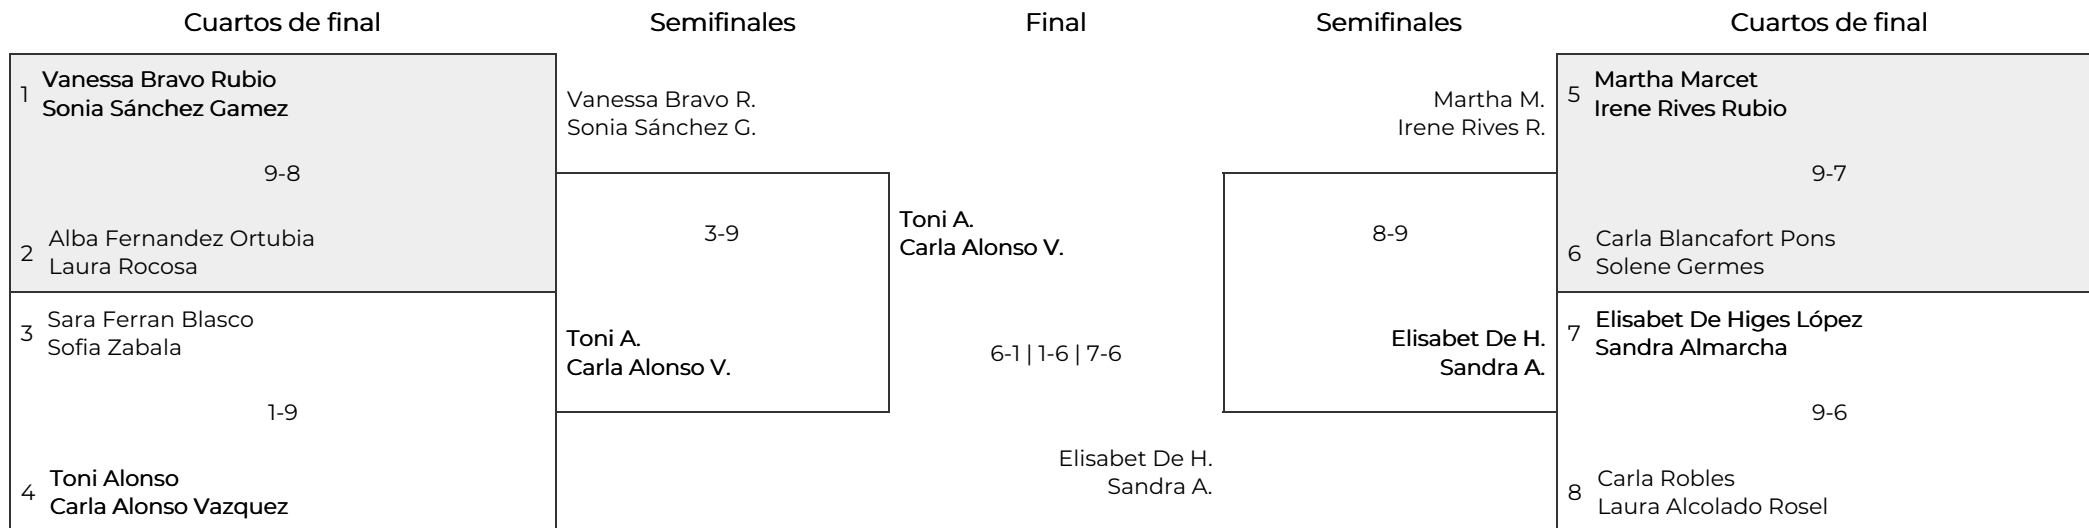 Cuartos de final
Semifinales
Final
Semifinales
Cuartos de final
1
Vanessa Bravo Rubio
Sonia Sánchez Gamez
9-8
2
Alba Fernandez Ortubia
Laura Rocosa
3
Sara Ferran Blasco
Sofia Zabala
1-9
4
Toni Alonso
Carla Alonso Vazquez
Vanessa Bravo R.
Sonia Sánchez G.
3-9
Toni A.
Carla Alonso V.
Toni A.
Carla Alonso V.
6-1 | 1-6 | 7-6
Elisabet De H.
Sandra A.
Martha M.
Irene Rives R.
8-9
Elisabet De H.
Sandra A.
5
Martha Marcet
Irene Rives Rubio
9-7
6
Carla Blancafort Pons
Solene Germes
7
Elisabet De Higes López
Sandra Almarcha
9-6
8
Carla Robles
Laura Alcolado Rosel